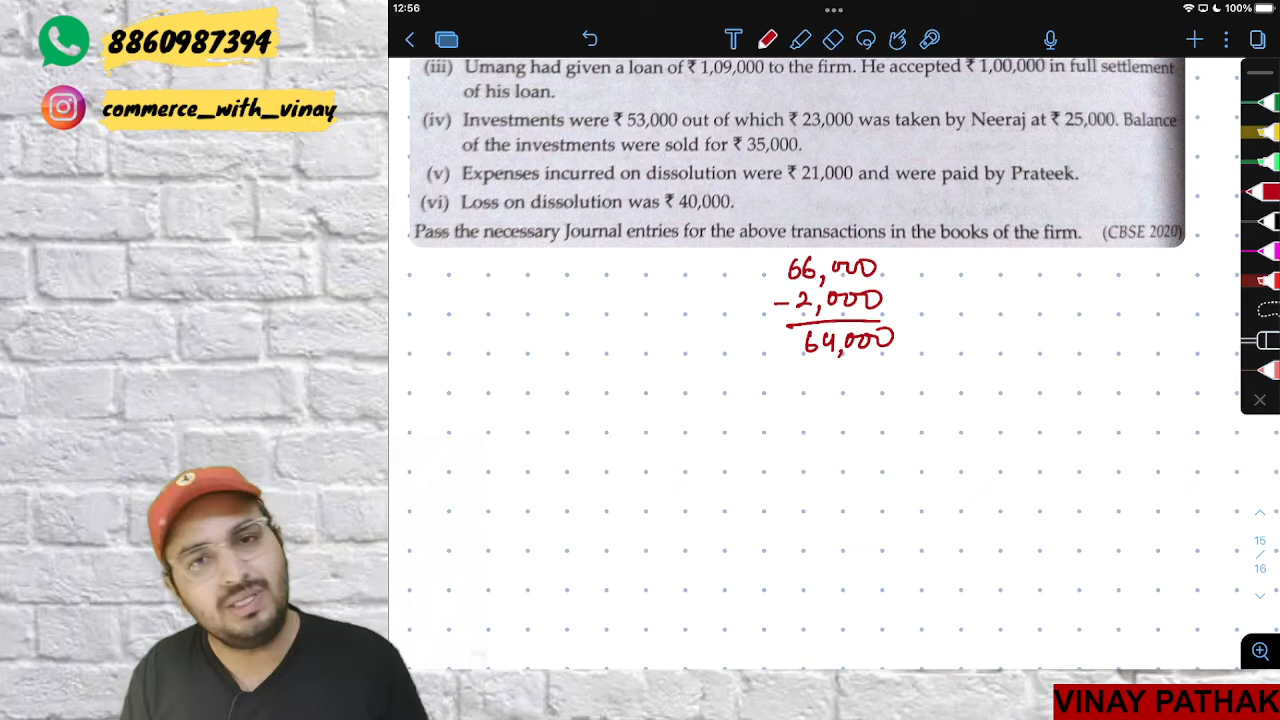 8860987394
commerce_with_vinay
12:56
100%
T
(iii) Umang had given a loan of ₹ 1,09,000 to the firm. He accepted ₹ 1,00,000 in full settlement
of his loan.
(iv) Investments were ₹ 53,000 out of which ₹ 23,000 was taken by Neeraj at ₹ 25,000. Balance
of the investments were sold for ₹ 35,000.
(v) Expenses incurred on dissolution were ₹ 21,000 and were paid by Prateek.
(vi) Loss on dissolution was ₹ 40,000.
Pass the necessary Journal entries for the above transactions in the books of the firm. (CBSE 2020)
66,000
- 2,000
64,000
15
/
16
VINAY PATHAK